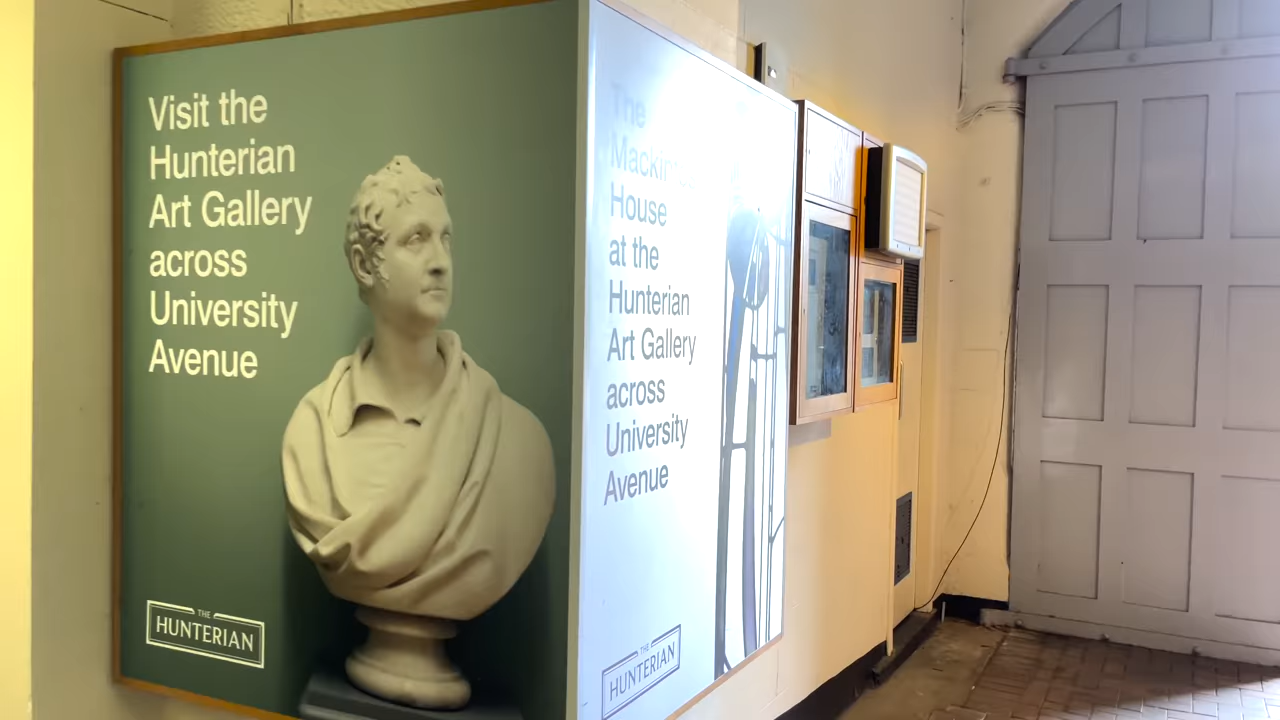 Visit the
Hunterian
Art Gallery
across
University
Avenue
THE
HUNTERIAN
The
House
at the
Hunterian
Art Gallery
across
University
Avenue
THE
HUNTERIAN